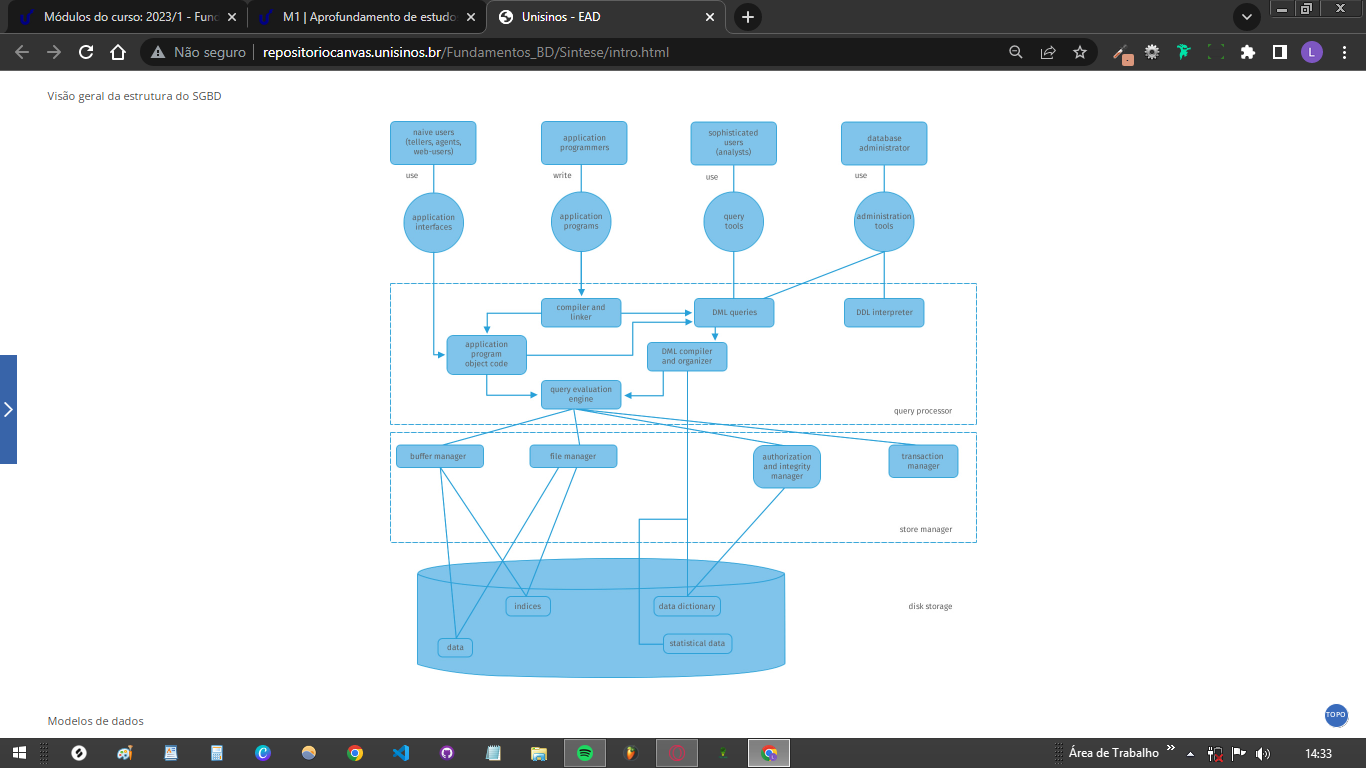 Módulos do curso: 2023/1 - Fund
M1 | Aprofundamento de estudo
Unisinos - EAD
Não seguro
repositoriocanvas.unisinos.br/Fundamentos_BD/Sintese/intro.html
L
Visão geral da estrutura do SGBD
naive users
(tellers, agents,
web-users)
application
programmers
sophisticated
users
(analysts)
database
administrator
use
write
use
use
application
interfaces
application
programs
query
tools
administration
tools
compiler and
linker
DML queries
DDL interpreter
application
program
object code
DML compiler
and organizer
query evaluation
engine
query processor
buffer manager
file manager
authorization
and integrity
manager
transaction
manager
store manager
indices
data dictionary
disk storage
data
statistical data
Modelos de dados
TOPO
Área de Trabalho
14:33